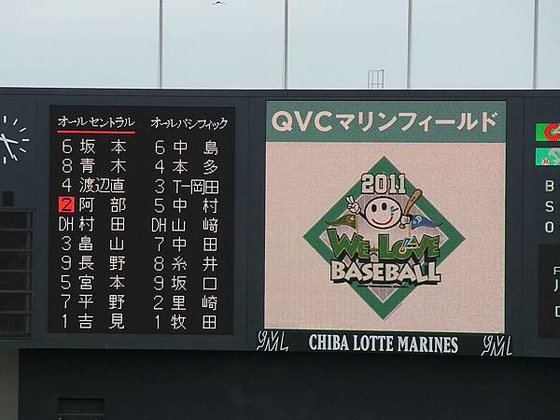 オールセントラル オールパシフィック
6 坂本 6 中島
8 青木 4 本多
4 渡辺直 3 T-岡田
2 阿部 5 中村
DH 村田 DH 山﨑
3 畠山 7 中田
9 長野 8 糸井
5 宮本 9 坂口
7 平野 2 里崎
1 吉見 1 牧田
QVCマリンフィールド
2011
WE LOVE
BASEBALL
CHIBA LOTTE MARINES
B
S
O